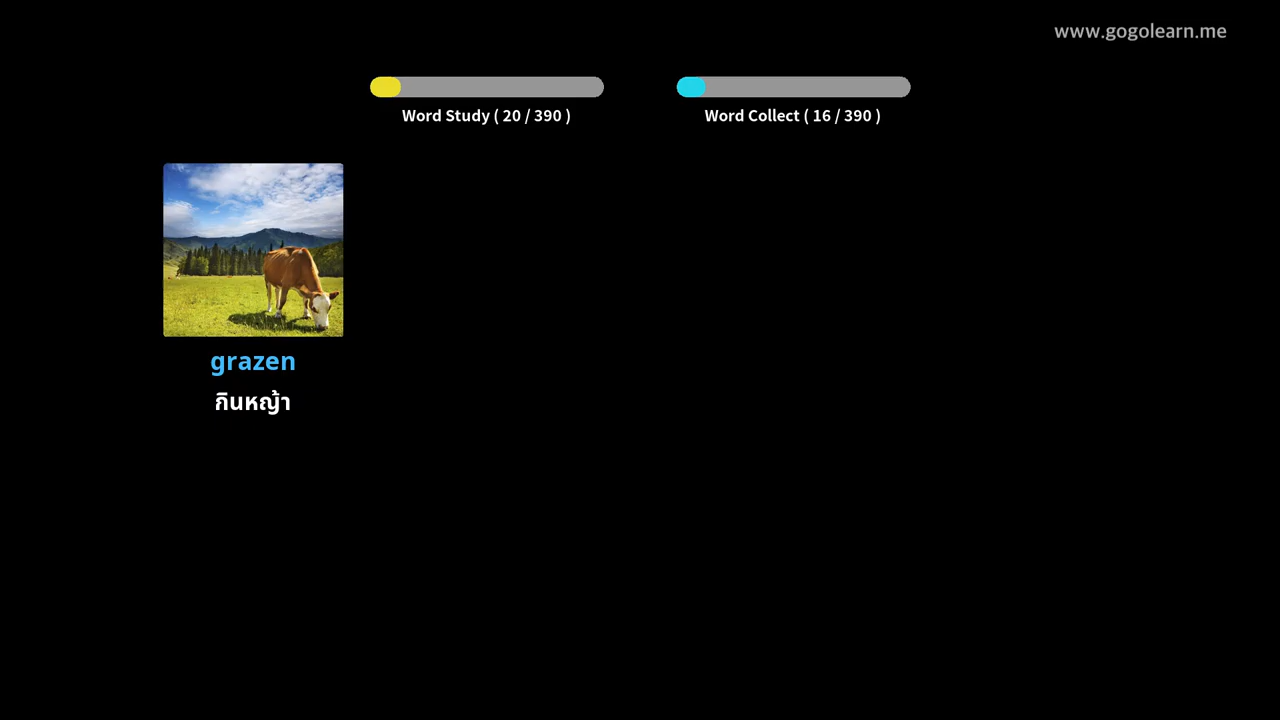 www.gogolearn.me
Word Study ( 20 / 390 )
Word Collect ( 16 / 390 )
grazen
กินหญ้า